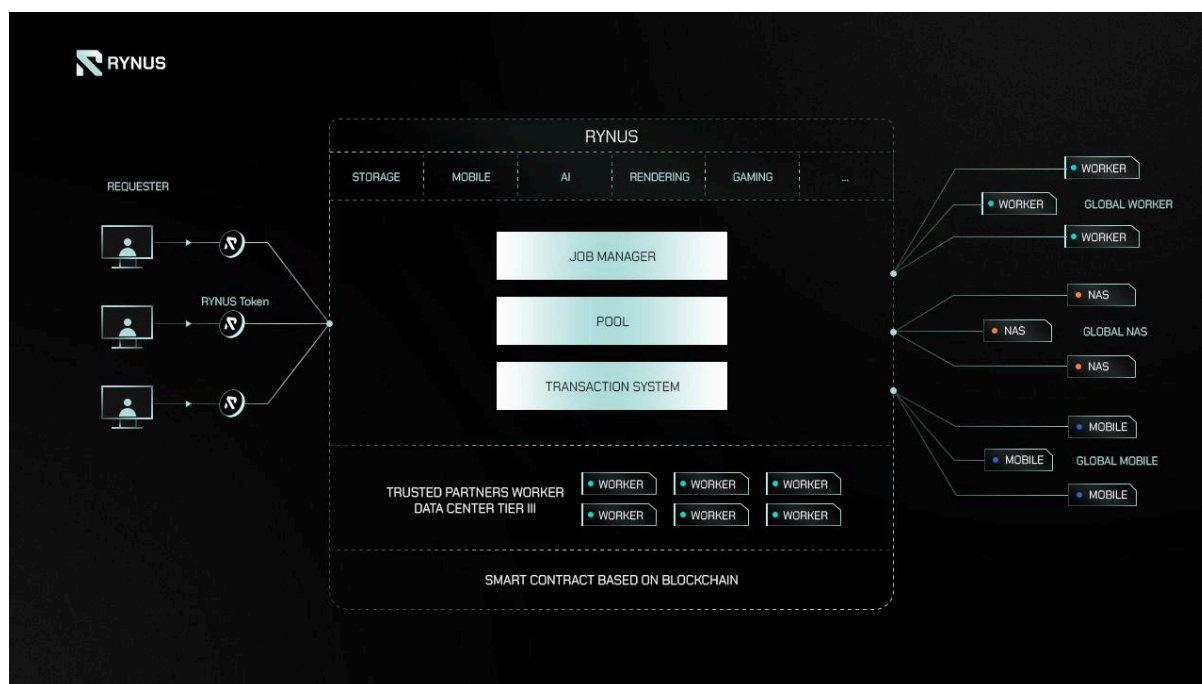 RYNUS
RYNUS
STORAGE MOBILE AI RENDERING GAMING ...
REQUESTER
RYNUS Token
JOB MANAGER
POOL
TRANSACTION SYSTEM
TRUSTED PARTNERS WORKER
DATA CENTER TIER III
WORKER WORKER WORKER
WORKER WORKER WORKER
SMART CONTRACT BASED ON BLOCKCHAIN
WORKER
WORKER GLOBAL WORKER
WORKER
NAS
NAS GLOBAL NAS
NAS
MOBILE
MOBILE GLOBAL MOBILE
MOBILE